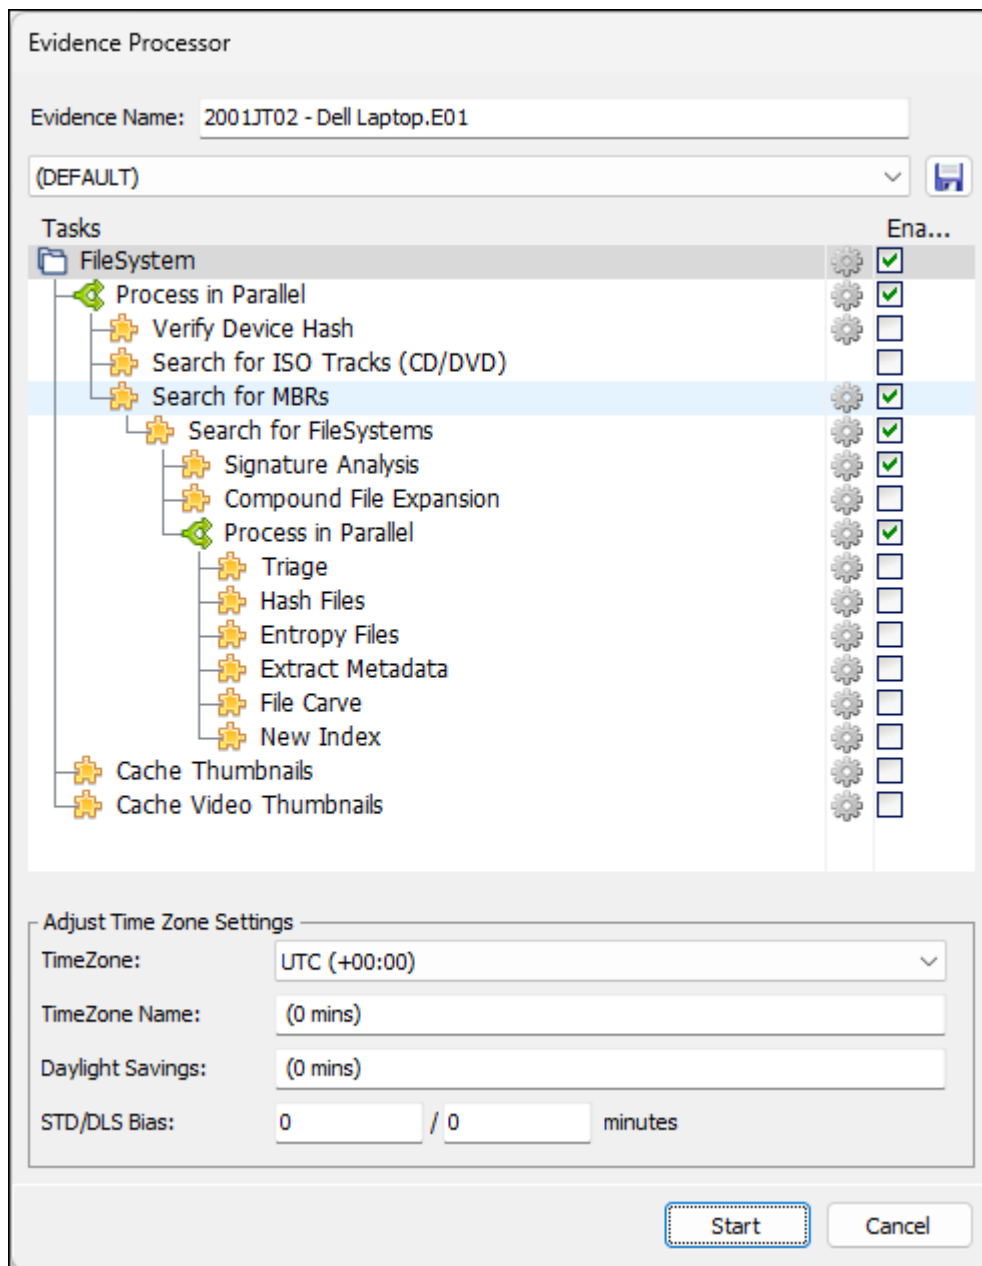 Evidence Processor
Evidence Name: 2001JT02 - Dell Laptop.E01
(DEFAULT)
Tasks Ena...
FileSystem
Process in Parallel
Verify Device Hash
Search for ISO Tracks (CD/DVD)
Search for MBRs
Search for FileSystems
Signature Analysis
Compound File Expansion
Process in Parallel
Triage
Hash Files
Entropy Files
Extract Metadata
File Carve
New Index
Cache Thumbnails
Cache Video Thumbnails
Adjust Time Zone Settings
TimeZone: UTC (+00:00)
TimeZone Name: (0 mins)
Daylight Savings: (0 mins)
STD/DLS Bias: 0 / 0 minutes
Start Cancel